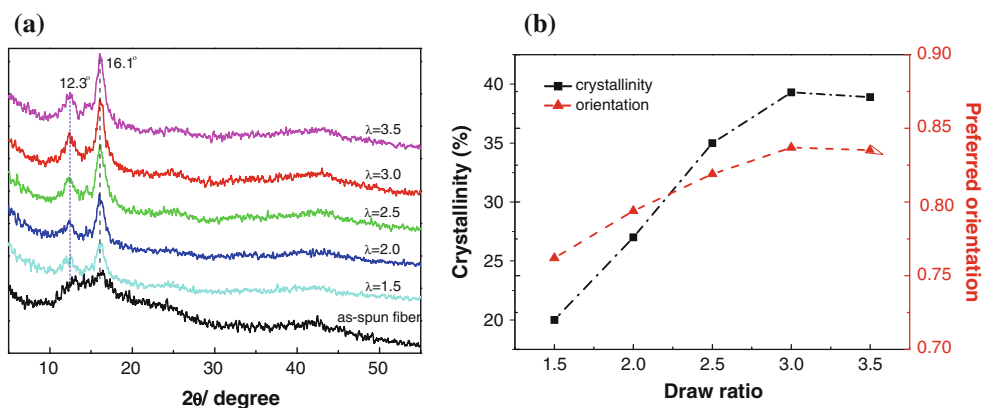 (a)
12.3°
16.1°
λ=3.5
λ=3.0
λ=2.5
λ=2.0
λ=1.5
as-spun fiber
10 20 30 40 50
2θ/ degree
(b)
crystallinity
orientation
Crystallinity (%)
40
35
30
25
20
1.5 2.0 2.5 3.0 3.5
Draw ratio
0.90
0.85
0.80
0.75
0.70
Preferred orientation